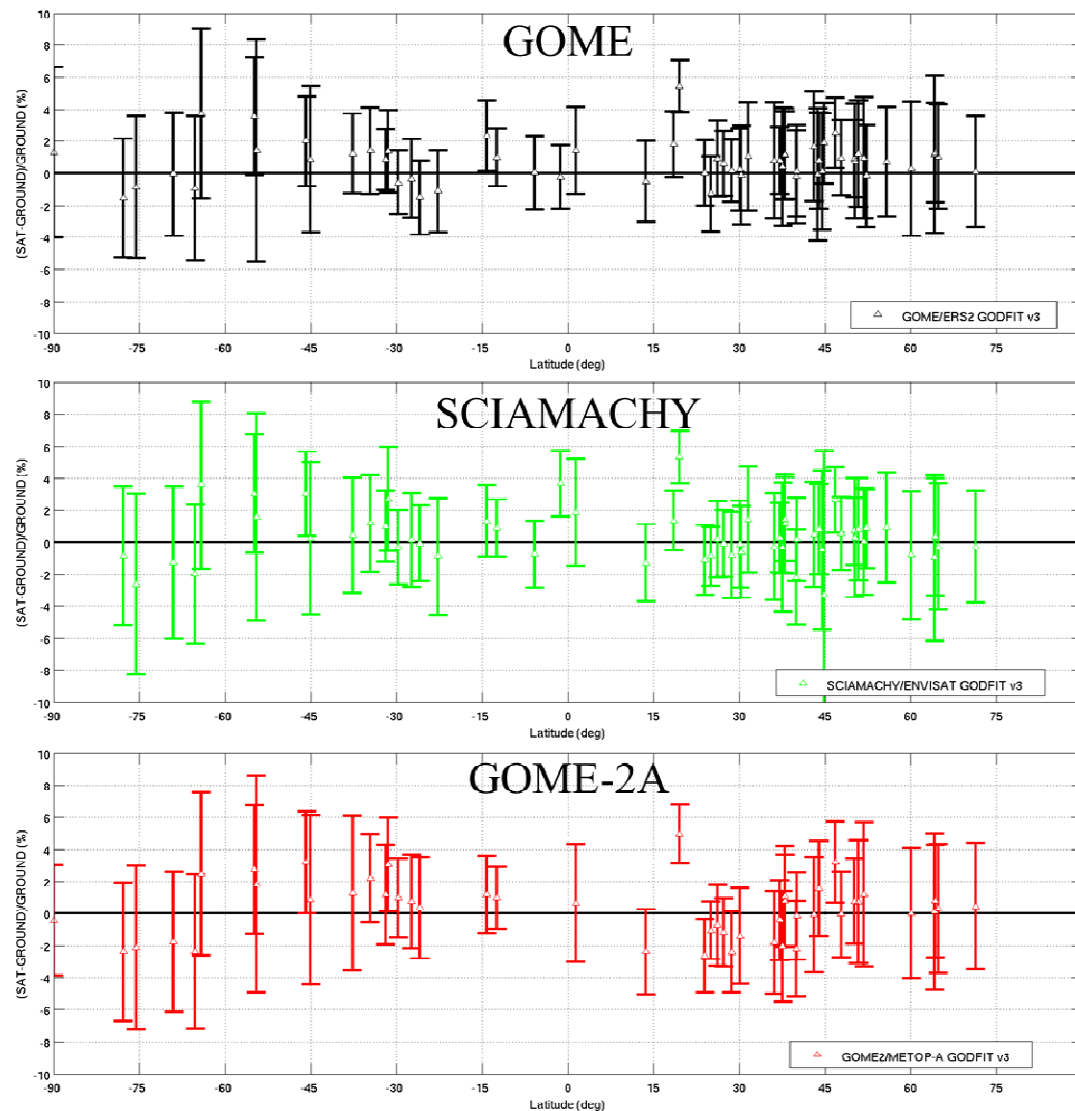 GOME
(SAT-GROUND)/GROUND (%)
10
8
6
4
2
0
-2
-4
-6
-8
-10
GOME/ERS2 GODFIT v3
-90 -75 -60 -45 -30 -15 0 15 30 45 60 75
Latitude (deg)
SCIAMACHY
(SAT-GROUND)/GROUND (%)
10
8
6
4
2
0
-2
-4
-6
-8
-10
SCIAMACHY/ENVISAT GODFIT v3
-90 -75 -60 -45 -30 -15 0 15 30 45 60 75
Latitude (deg)
GOME-2A
(SAT-GROUND)/GROUND (%)
10
8
6
4
2
0
-2
-4
-6
-8
-10
GOME2/METOP-A GODFIT v3
-90 -75 -60 -45 -30 -15 0 15 30 45 60 75
Latitude (deg)